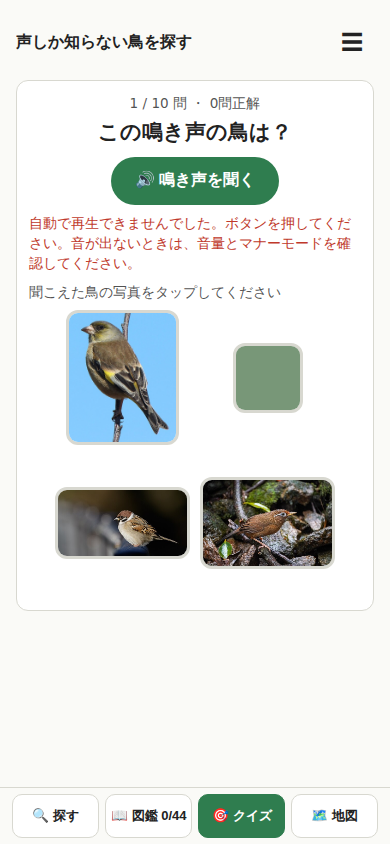 声しか知らない鳥を探す
☰
1 / 10 問 ・ 0問正解
この鳴き声の鳥は？
🔊 鳴き声を聞く
自動で再生できませんでした。ボタンを押してくだ
さい。音が出ないときは、音量とマナーモードを確
認してください。
聞こえた鳥の写真をタップしてください
🔍 探す
📖 図鑑 0/44
🎯 クイズ
🗺️ 地図